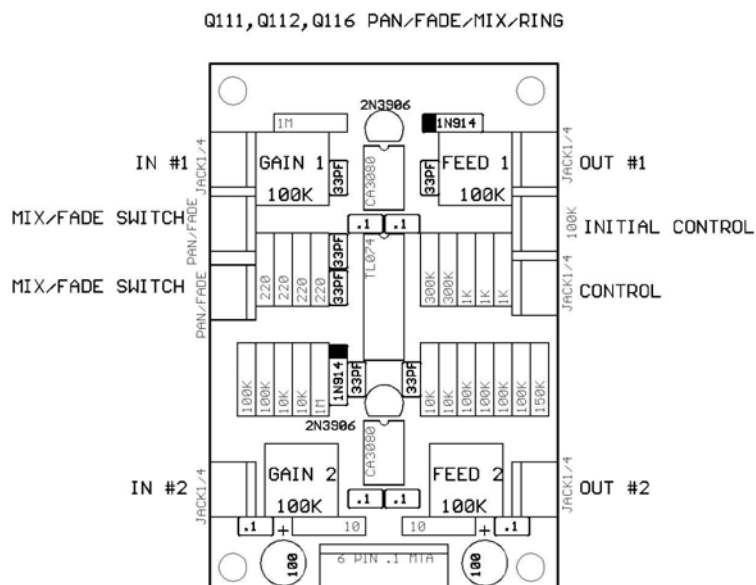 Q111,Q112,Q116 PAN/FADE/MIX/RING
2N3906
1M
1N914
IN #1
JACK1/4
GAIN 1
100K
33PF
CA3080
33PF
FEED 1
100K
JACK1/4
OUT #1
MIX/FADE SWITCH
PAN/FADE
.1
.1
100K
INITIAL CONTROL
MIX/FADE SWITCH
PAN/FADE
220
220
220
220
33PF
33PF
TL074
300K
300K
1K
1K
1K
JACK1/4
CONTROL
100K
100K
10K
10K
1M
1N914
33PF
33PF
10K
10K
100K
100K
100K
100K
150K
2N3906
CA3080
IN #2
JACK1/4
GAIN 2
100K
FEED 2
100K
JACK1/4
OUT #2
.1
.1
.1
+
10
10
+
.1
100
6 PIN .1 MTA
100